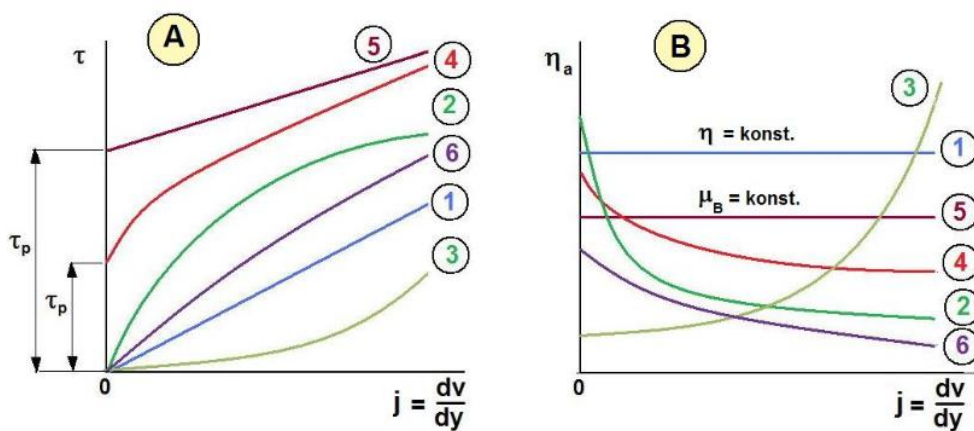 A
τ
5
4
2
6
1
3
τp
τp
0
j = dv/dy
B
ηa
3
η = konst.
1
μB = konst.
5
4
2
6
0
j = dv/dy